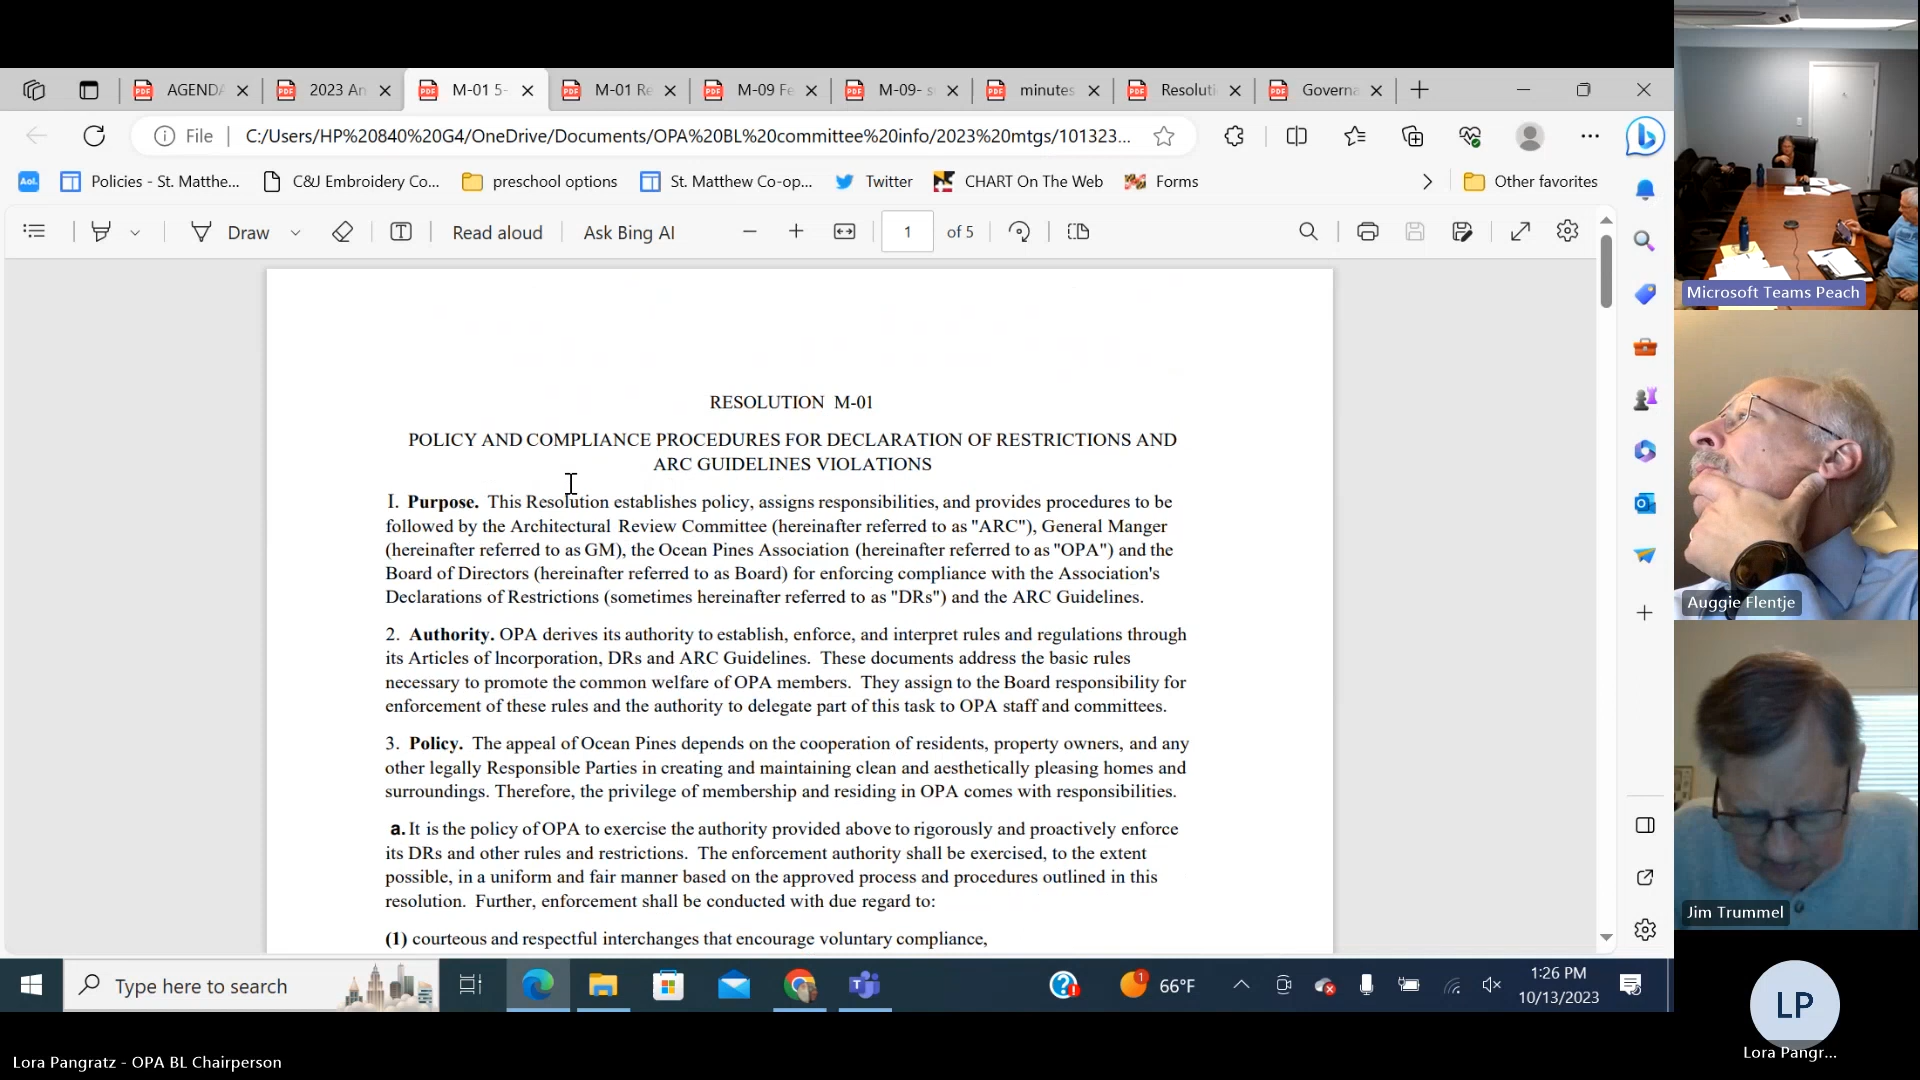 AGENDA
2023 An
M-01 5-
M-01 Re
M-09 Fe
M-09- s
minutes
Resoluti
Governa
File
C:/Users/HP%20840%20G4/OneDrive/Documents/OPA%20BL%20committee%20info/2023%20mtgs/101323...
Aol.
Policies - St. Matthe...
C&J Embroidery Co...
preschool options
St. Matthew Co-op...
Twitter
CHART On The Web
Forms
Other favorites
Draw
Read aloud
Ask Bing AI
1
of 5
RESOLUTION M-01
POLICY AND COMPLIANCE PROCEDURES FOR DECLARATION OF RESTRICTIONS AND
ARC GUIDELINES VIOLATIONS
I. Purpose. This Resolution establishes policy, assigns responsibilities, and provides procedures to be
followed by the Architectural Review Committee (hereinafter referred to as "ARC"), General Manger
(hereinafter referred to as GM), the Ocean Pines Association (hereinafter referred to as "OPA") and the
Board of Directors (hereinafter referred to as Board) for enforcing compliance with the Association's
Declarations of Restrictions (sometimes hereinafter referred to as "DRs") and the ARC Guidelines.
2. Authority. OPA derives its authority to establish, enforce, and interpret rules and regulations through
its Articles of Incorporation, DRs and ARC Guidelines. These documents address the basic rules
necessary to promote the common welfare of OPA members. They assign to the Board responsibility for
enforcement of these rules and the authority to delegate part of this task to OPA staff and committees.
3. Policy. The appeal of Ocean Pines depends on the cooperation of residents, property owners, and any
other legally Responsible Parties in creating and maintaining clean and aesthetically pleasing homes and
surroundings. Therefore, the privilege of membership and residing in OPA comes with responsibilities.
a. It is the policy of OPA to exercise the authority provided above to rigorously and proactively enforce
its DRs and other rules and restrictions. The enforcement authority shall be exercised, to the extent
possible, in a uniform and fair manner based on the approved process and procedures outlined in this
resolution. Further, enforcement shall be conducted with due regard to:
(1) courteous and respectful interchanges that encourage voluntary compliance,
Type here to search
1
66°F
1:26 PM
10/13/2023
Microsoft Teams Peach
Auggie Flentje
Jim Trummel
LP
Lora Pangr...
Lora Pangratz - OPA BL Chairperson